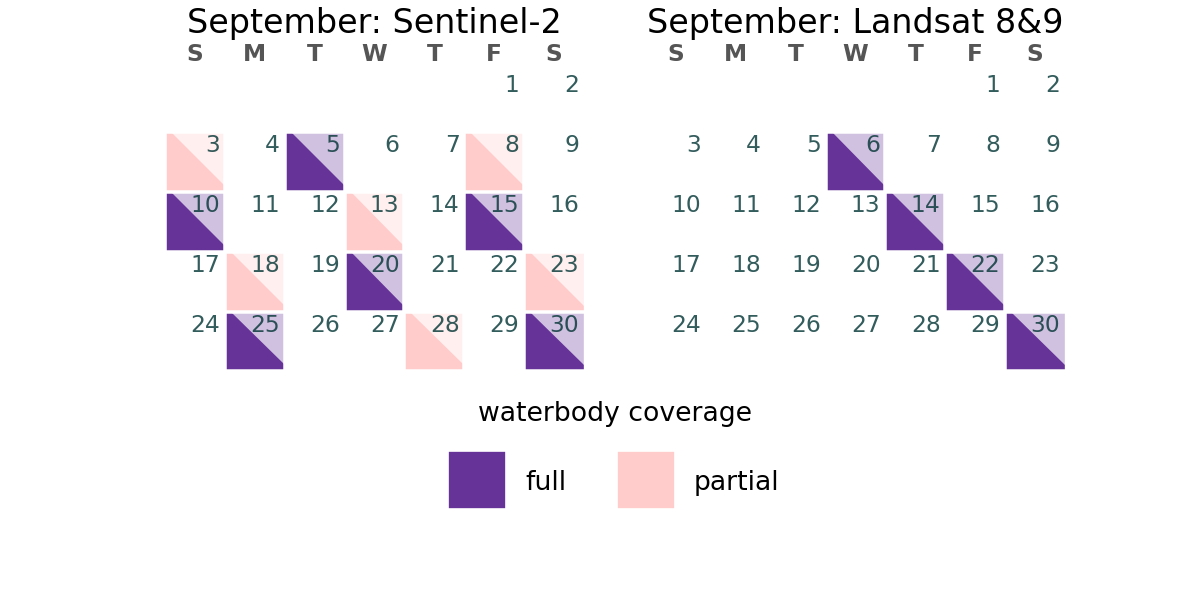 September: Sentinel-2
S M T W T F S
1 2
3 4 5 6 7 8 9
10 11 12 13 14 15 16
17 18 19 20 21 22 23
24 25 26 27 28 29 30
September: Landsat 8&9
S M T W T F S
1 2
3 4 5 6 7 8 9
10 11 12 13 14 15 16
17 18 19 20 21 22 23
24 25 26 27 28 29 30
waterbody coverage
full
partial